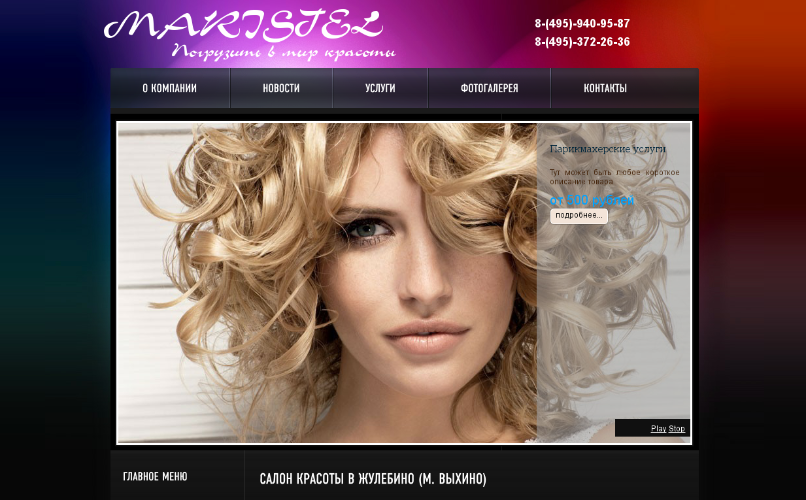 MARISTEL
Погрузить в мир красоты
8-(495)-940-95-87
8-(495)-372-26-36
О КОМПАНИИ
НОВОСТИ
УСЛУГИ
ФОТОГАЛЕРЕЯ
КОНТАКТЫ
Паринмахерские услуги
Тут может быть любое короткое
описание товара
от 500 рублей
подробнее...
Play Stop
ГЛАВНОЕ МЕНЮ
САЛОН КРАСОТЫ В ЖУЛЕБИНО (М. ВЫХИНО)